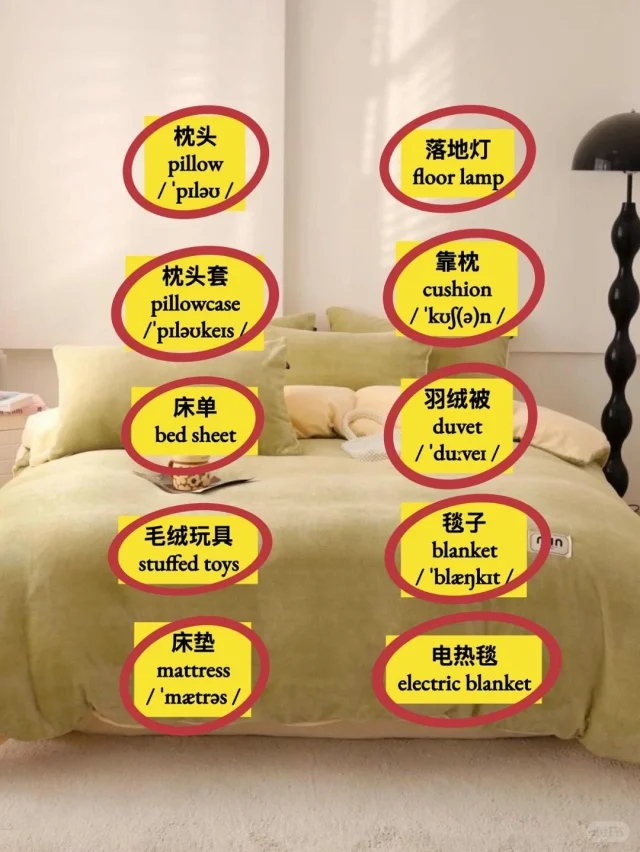 枕头
pillow
/ ˈpɪləʊ /
落地灯
floor lamp
枕头套
pillowcase
/ˈpɪləʊkeɪs /
靠枕
cushion
/ ˈkʊʃ(ə)n /
床单
bed sheet
羽绒被
duvet
/ ˈduːveɪ /
毛绒玩具
stuffed toys
毯子
blanket
/ ˈblæŋkɪt /
床垫
mattress
/ ˈmætrəs /
电热毯
electric blanket